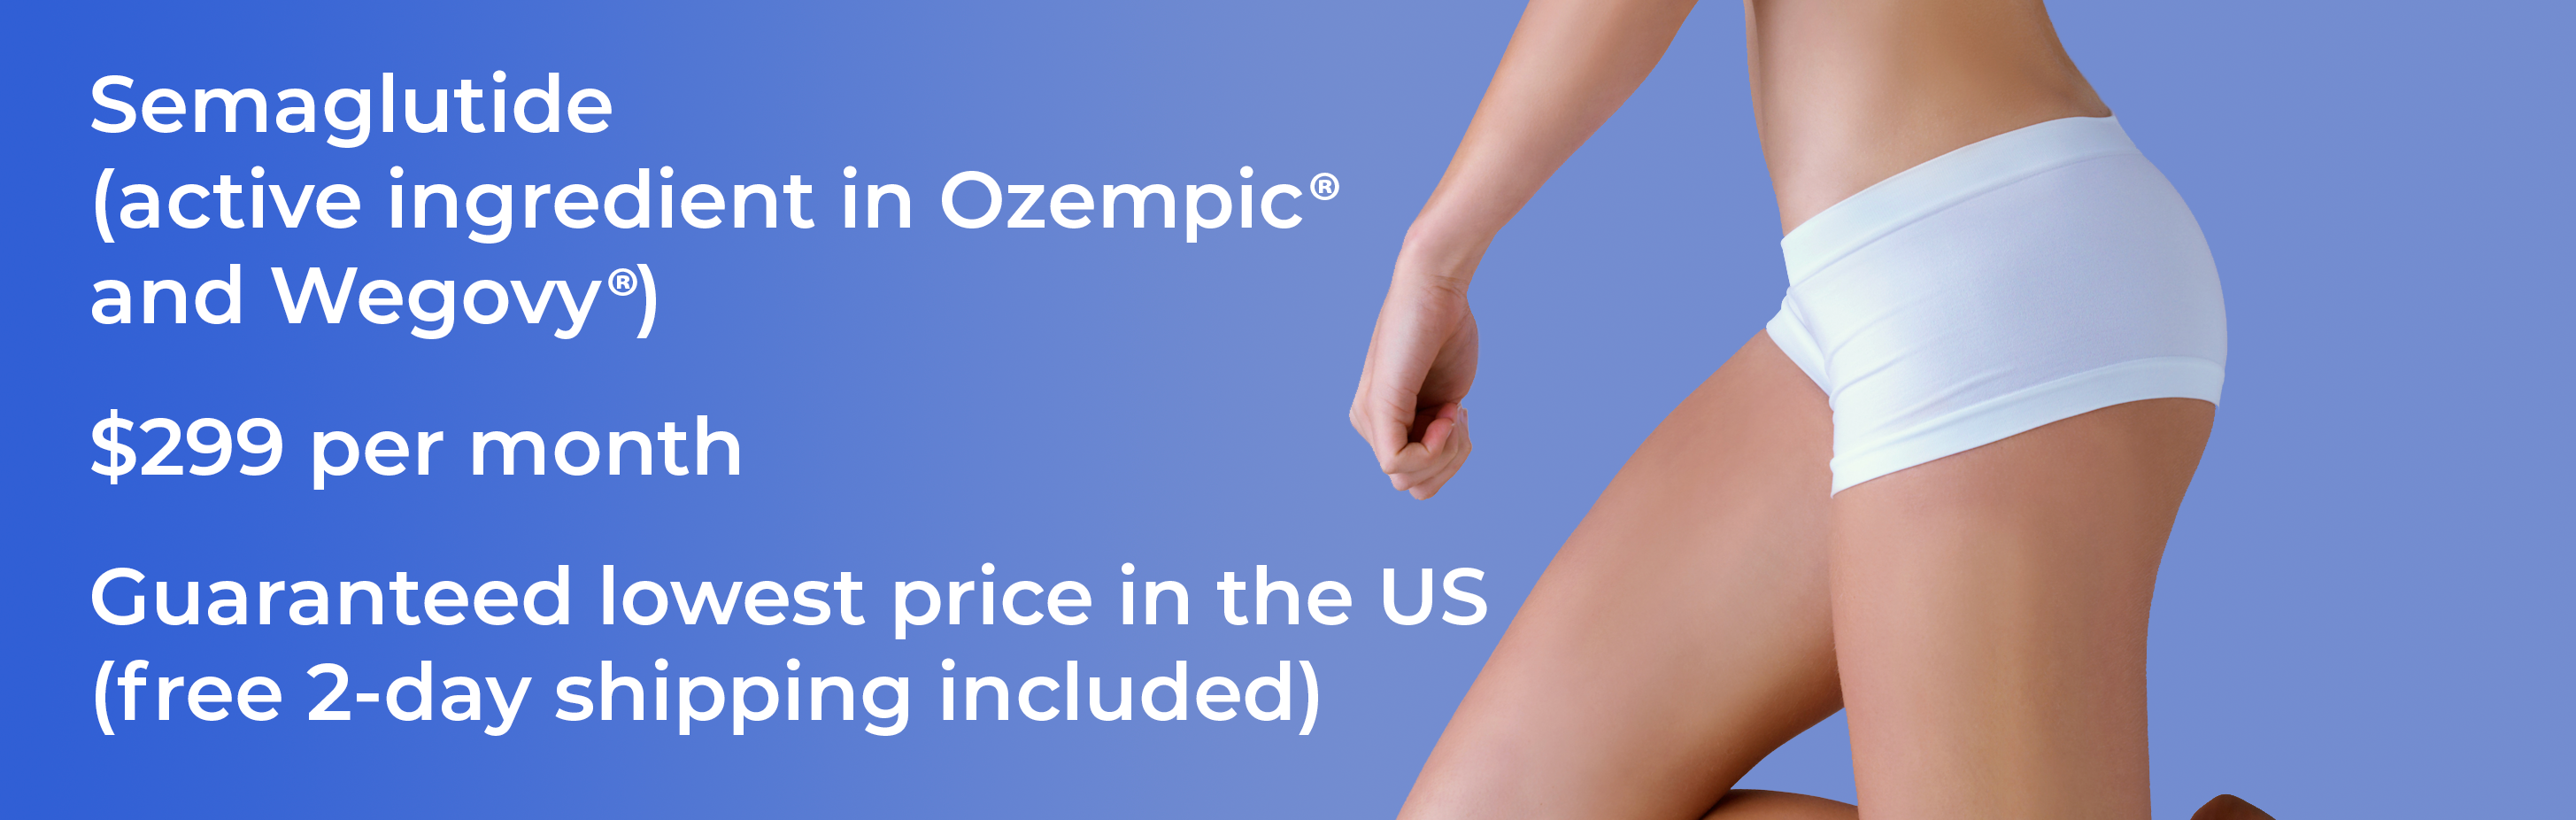 Semaglutide
(active ingredient in Ozempic®
and Wegovy®)
$299 per month
Guaranteed lowest price in the US
(free 2-day shipping included)